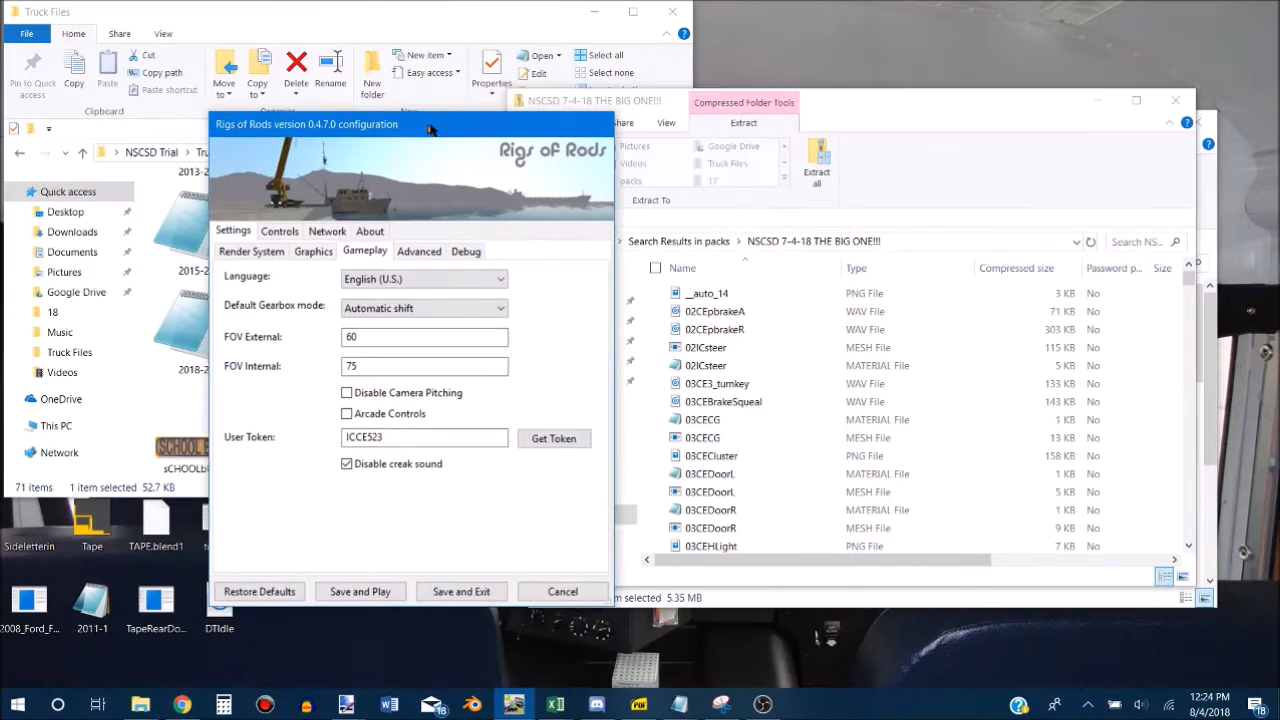 Truck Files
File Home Share View
Pin to Quick access
Copy
Paste
Cut
Copy path
Paste shortcut
Move to
Copy to
Delete
Rename
New folder
New item
Easy access
Properties
Open
Edit
Select all
Select none
Clipboard
NSCSD Trial
2013-2
Quick access
Desktop
Downloads
Documents
Pictures
Google Drive
18
Music
Truck Files
Videos
OneDrive
This PC
Network
2015-2
2018-2
SCHOOL B
sCHOOLbl
71 items 1 item selected 52.7 KB
NSCSD 7-4-18 THE BIG ONE!!!
Compressed Folder Tools
Share View Extract
Pictures
Videos
packs
Google Drive
Truck Files
17
Extract To
Extract all
Search Results in packs NSCSD 7-4-18 THE BIG ONE!!!
Search NS...
Name Type Compressed size Password p... Size
__auto_14 PNG File 3 KB No
02CEpbrakeA WAV File 71 KB No
02CEpbrakeR WAV File 303 KB No
02ICsteer MESH File 115 KB No
02ICsteer MATERIAL File 5 KB No
03CE3_turnkey WAV File 133 KB No
03CEBrakeSqueal WAV File 143 KB No
03CECG MATERIAL File 1 KB No
03CECG MESH File 13 KB No
03CECluster PNG File 158 KB No
03CEDoorL MATERIAL File 1 KB No
03CEDoorL MESH File 9 KB No
03CEDoorR MATERIAL File 1 KB No
03CEDoorR MESH File 9 KB No
03CEHLight PNG File 7 KB No
m selected 5.35 MB
Rigs of Rods version 0.4.7.0 configuration
Rigs of Rods
Settings Controls Network About
Render System Graphics Gameplay Advanced Debug
Language: English (U.S.)
Default Gearbox mode: Automatic shift
FOV External: 60
FOV Internal: 75
Disable Camera Pitching
Arcade Controls
User Token: ICCE523 Get Token
Disable creak sound
Restore Defaults Save and Play Save and Exit Cancel
Sideletterin Tape TAPE.blend1
2008_Ford_F... 2011-1 TapeRearDo... DTIdle
18
12:24 PM
8/4/2018
18